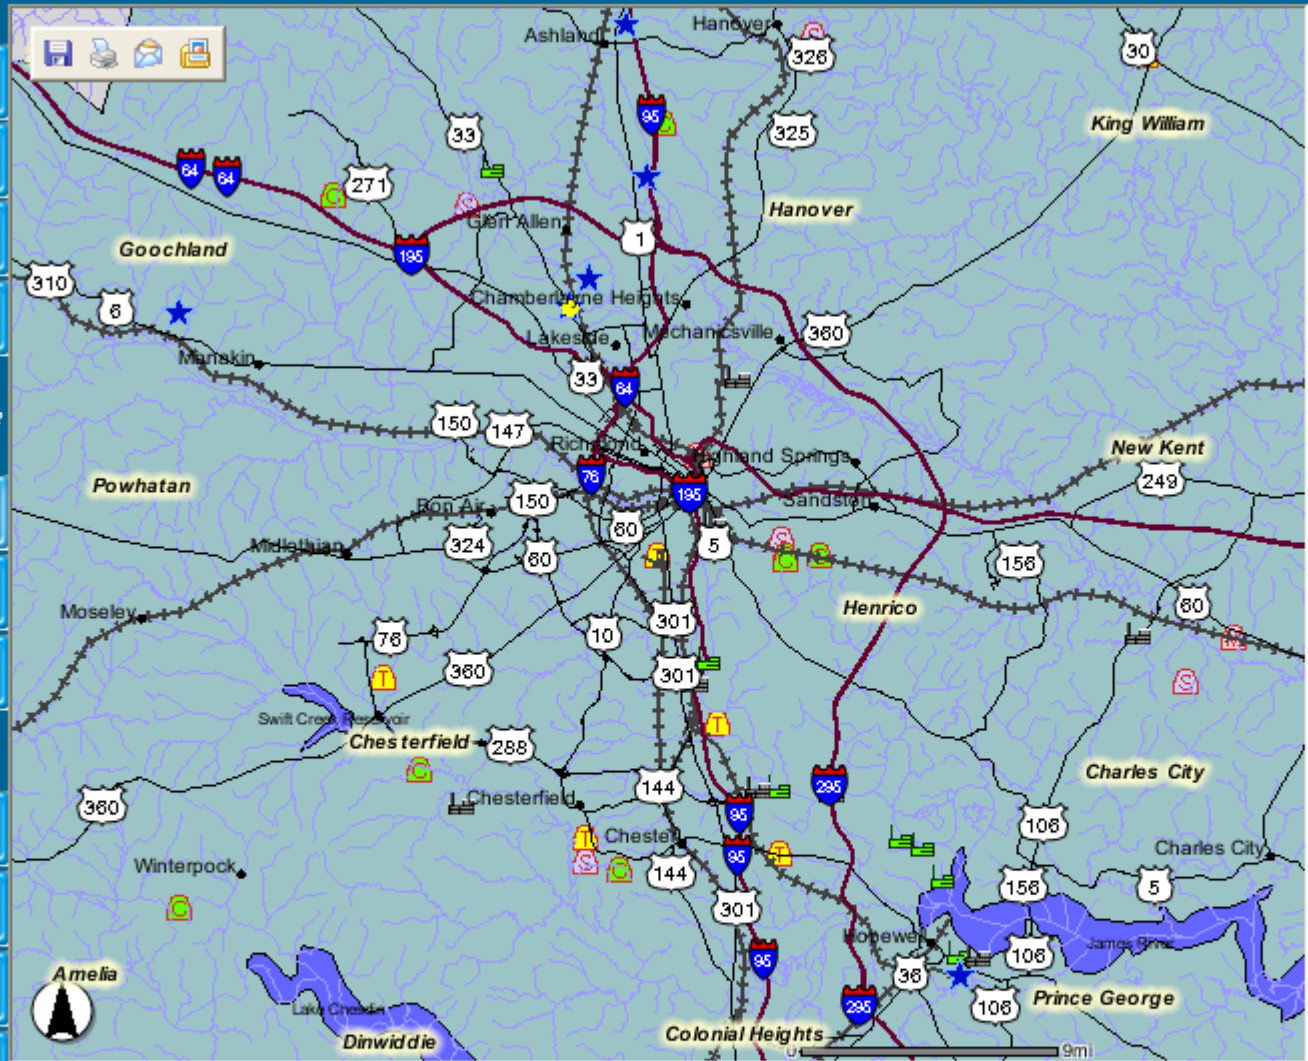 Ashland
Hanover
326
30
95
C
33
325
King William
64
64
271
C
S
Glen Allen
1
Hanover
Goochland
195
310
6
Chamberlayne Heights
Lakeside
Mechanicsville
360
Manakin
33
64
150
147
Richmond
Highland Springs
New Kent
76
249
Powhatan
195
Bon Air
150
Sandston
60
324
60
5
S
C
S
Midlothian
156
Moseley
Henrico
60
301
10
76
360
301
T
S
Swift Creek Reservoir
T
Chesterfield
288
C
Charles City
360
144
295
Chesterfield
95
106
T
Chester
95
T
Charles City
S
C
144
Winterpock
156
5
C
301
Hopewell
James River
95
106
Amelia
36
Prince George
295
106
Lake Chesdin
Colonial Heights
Dinwiddie
0
9mi